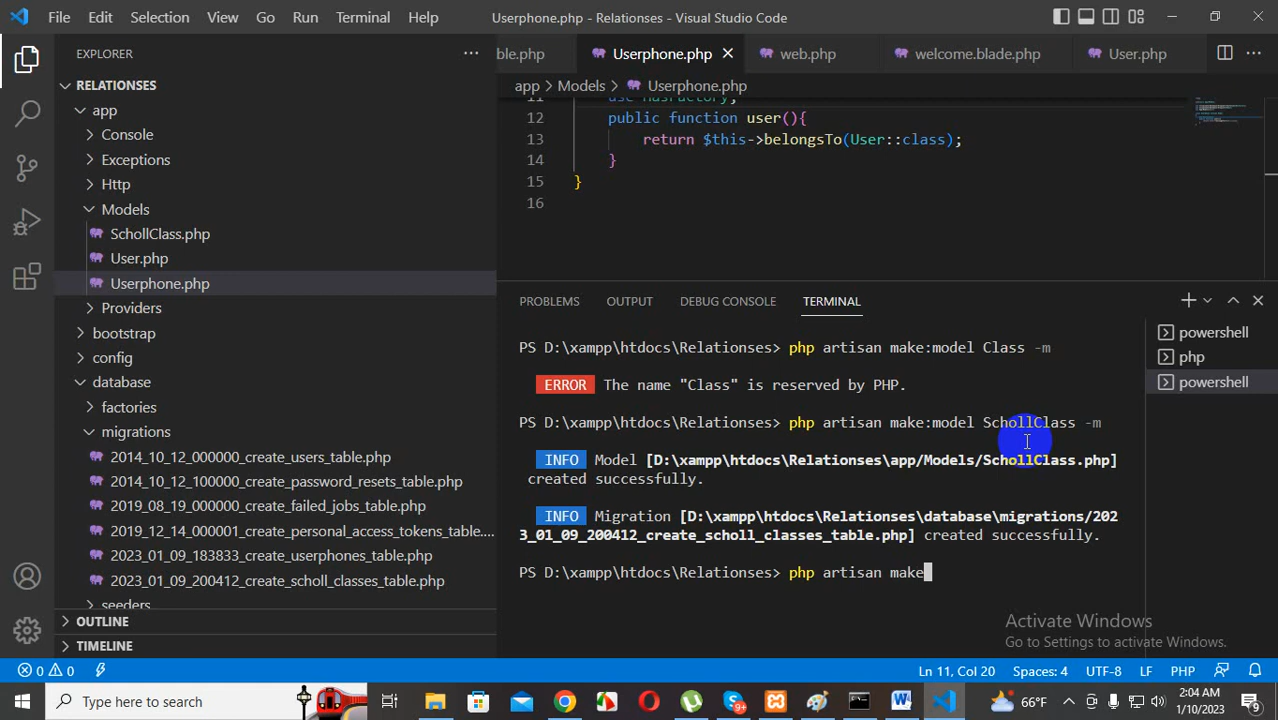 File Edit Selection View Go Run Terminal Help Userphone.php - Relationses - Visual Studio Code
EXPLORER
RELATIONSES
app
Console
Exceptions
Http
Models
SchollClass.php
User.php
Userphone.php
Providers
bootstrap
config
database
factories
migrations
2014_10_12_000000_create_users_table.php
2014_10_12_100000_create_password_resets_table.php
2019_08_19_000000_create_failed_jobs_table.php
2019_12_14_000001_create_personal_access_tokens_table....
2023_01_09_183833_create_userphones_table.php
2023_01_09_200412_create_scholl_classes_table.php
seeders
OUTLINE
TIMELINE
ble.php Userphone.php web.php welcome.blade.php User.php
app > Models > Userphone.php
11 use HasFactory;
12 public function user(){
13 return $this->belongsTo(User::class);
14 }
15 }
16
PROBLEMS OUTPUT DEBUG CONSOLE TERMINAL
PS D:\xampp\htdocs\Relationses> php artisan make:model Class -m
ERROR The name "Class" is reserved by PHP.
PS D:\xampp\htdocs\Relationses> php artisan make:model SchollClass -m
INFO Model [D:\xampp\htdocs\Relationses\app/Models/SchollClass.php]
created successfully.
INFO Migration [D:\xampp\htdocs\Relationses\database\migrations/202
3_01_09_200412_create_scholl_classes_table.php] created successfully.
PS D:\xampp\htdocs\Relationses> php artisan make
powershell
php
powershell
Activate Windows
Go to Settings to activate Windows.
0 0 Ln 11, Col 20 Spaces: 4 UTF-8 LF PHP
Type here to search 9+ 66°F 2:04 AM
1/10/2023 9